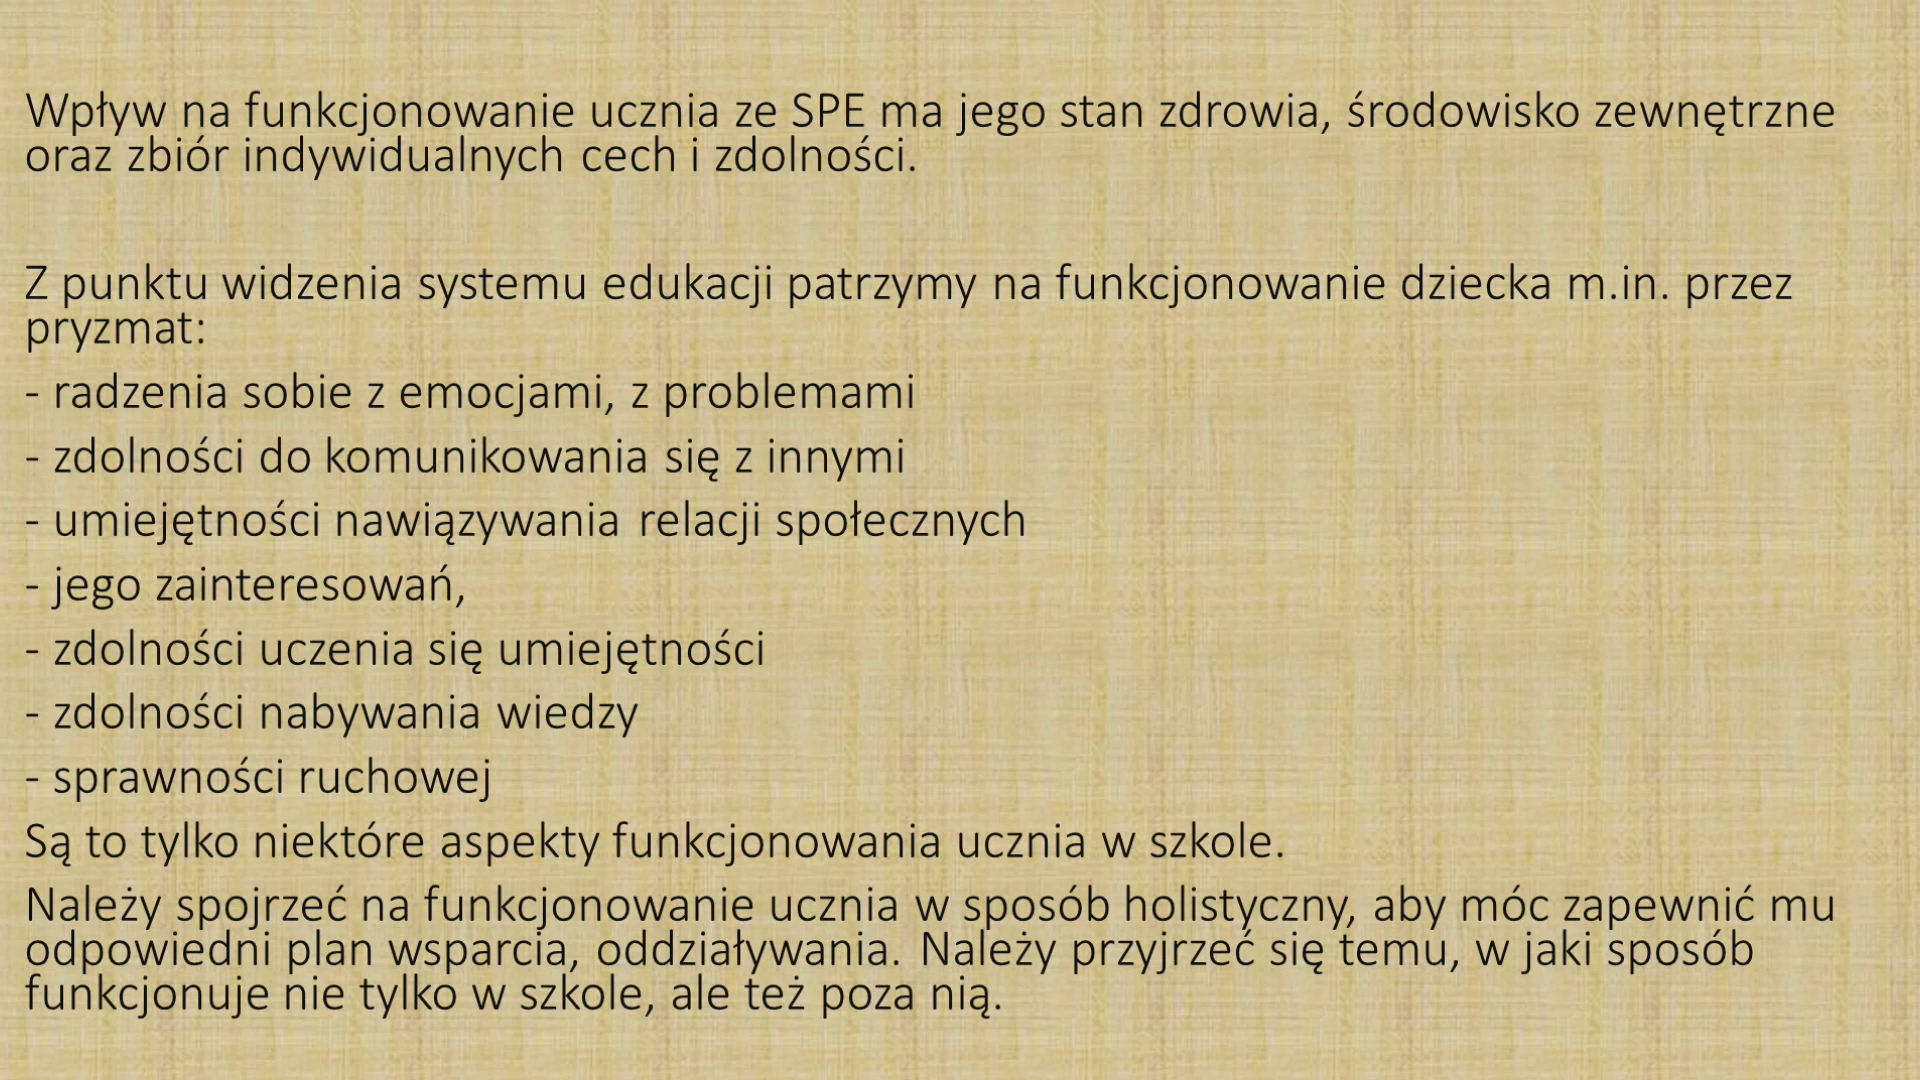 Wpływ na funkcjonowanie ucznia ze SPE ma jego stan zdrowia, środowisko zewnętrzne
oraz zbiór indywidualnych cech i zdolności.
Z punktu widzenia systemu edukacji patrzymy na funkcjonowanie dziecka m.in. przez
pryzmat:
- radzenia sobie z emocjami, z problemami
- zdolności do komunikowania się z innymi
- umiejętności nawiązywania relacji społecznych
- jego zainteresowań,
- zdolności uczenia się umiejętności
- zdolności nabywania wiedzy
- sprawności ruchowej
Są to tylko niektóre aspekty funkcjonowania ucznia w szkole.
Należy spojrzeć na funkcjonowanie ucznia w sposób holistyczny, aby móc zapewnić mu
odpowiedni plan wsparcia, oddziaływania. Należy przyjrzeć się temu, w jaki sposób
funkcjonuje nie tylko w szkole, ale też poza nią.